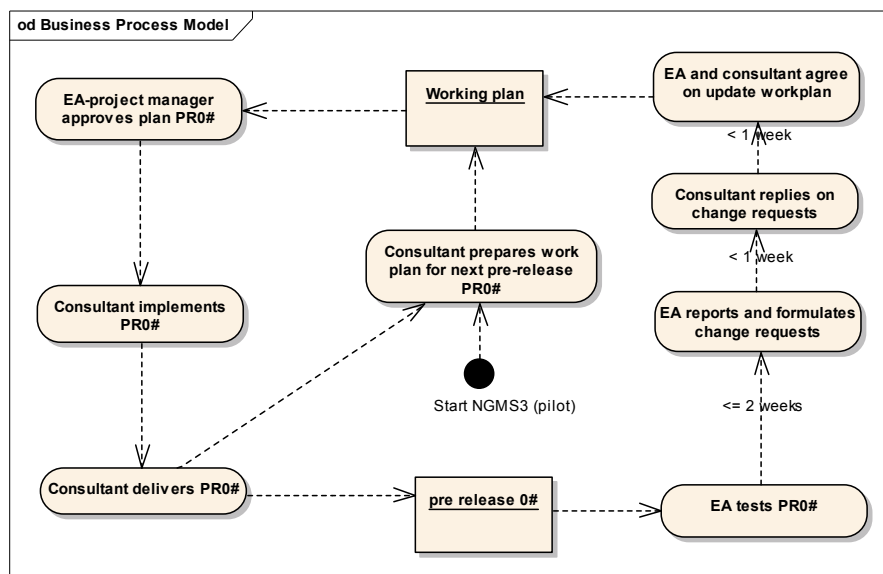 od Business Process Model
EA-project manager
approves plan PR0#
Working plan
EA and consultant agree
on update workplan
< 1 week
Consultant replies on
change requests
< 1 week
Consultant prepares work
plan for next pre-release
PR0#
Consultant implements
PR0#
EA reports and formulates
change requests
Start NGMS3 (pilot)
<= 2 weeks
Consultant delivers PR0#
pre release 0#
EA tests PR0#